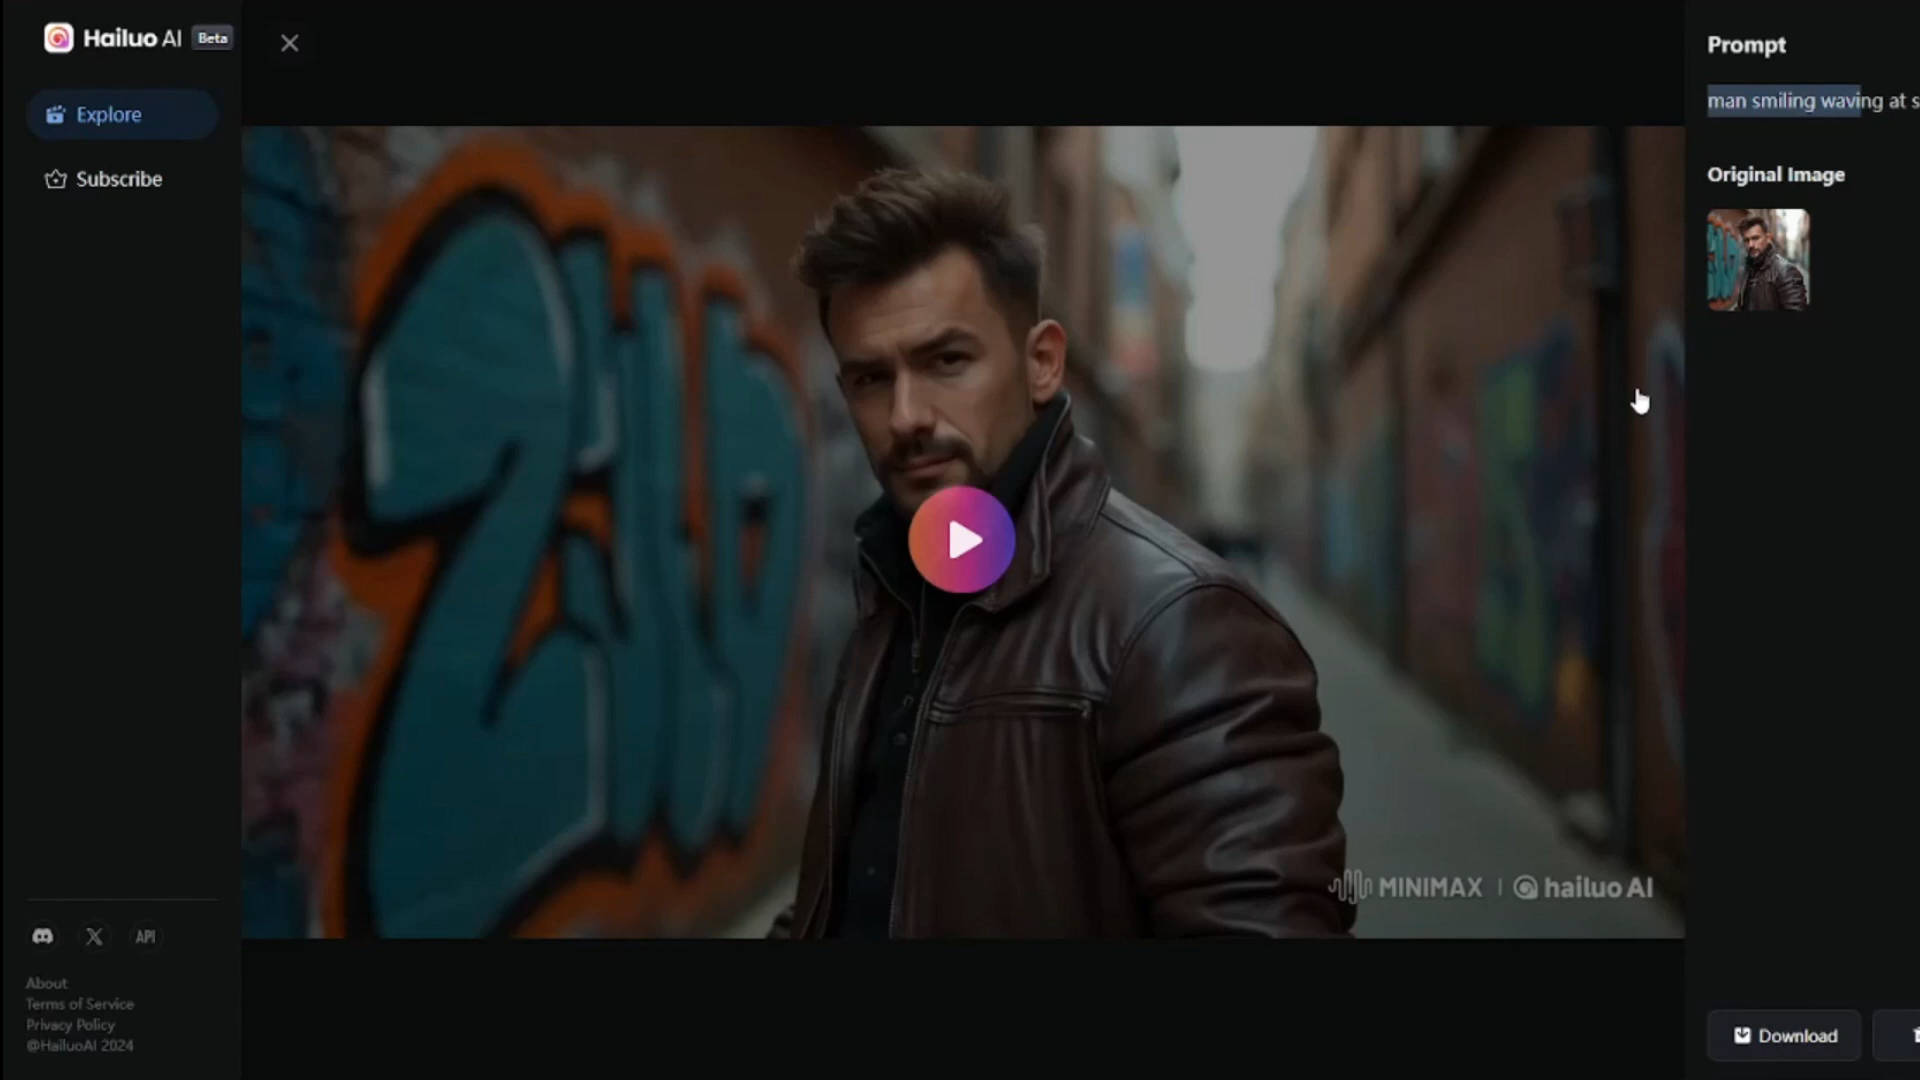 Hailuo AI Beta
Explore
Subscribe
Prompt
man smiling waving at s
Original Image
MINIMAX | hailuo AI
API
About
Terms of Service
Privacy Policy
@HailuoAI 2024
Download